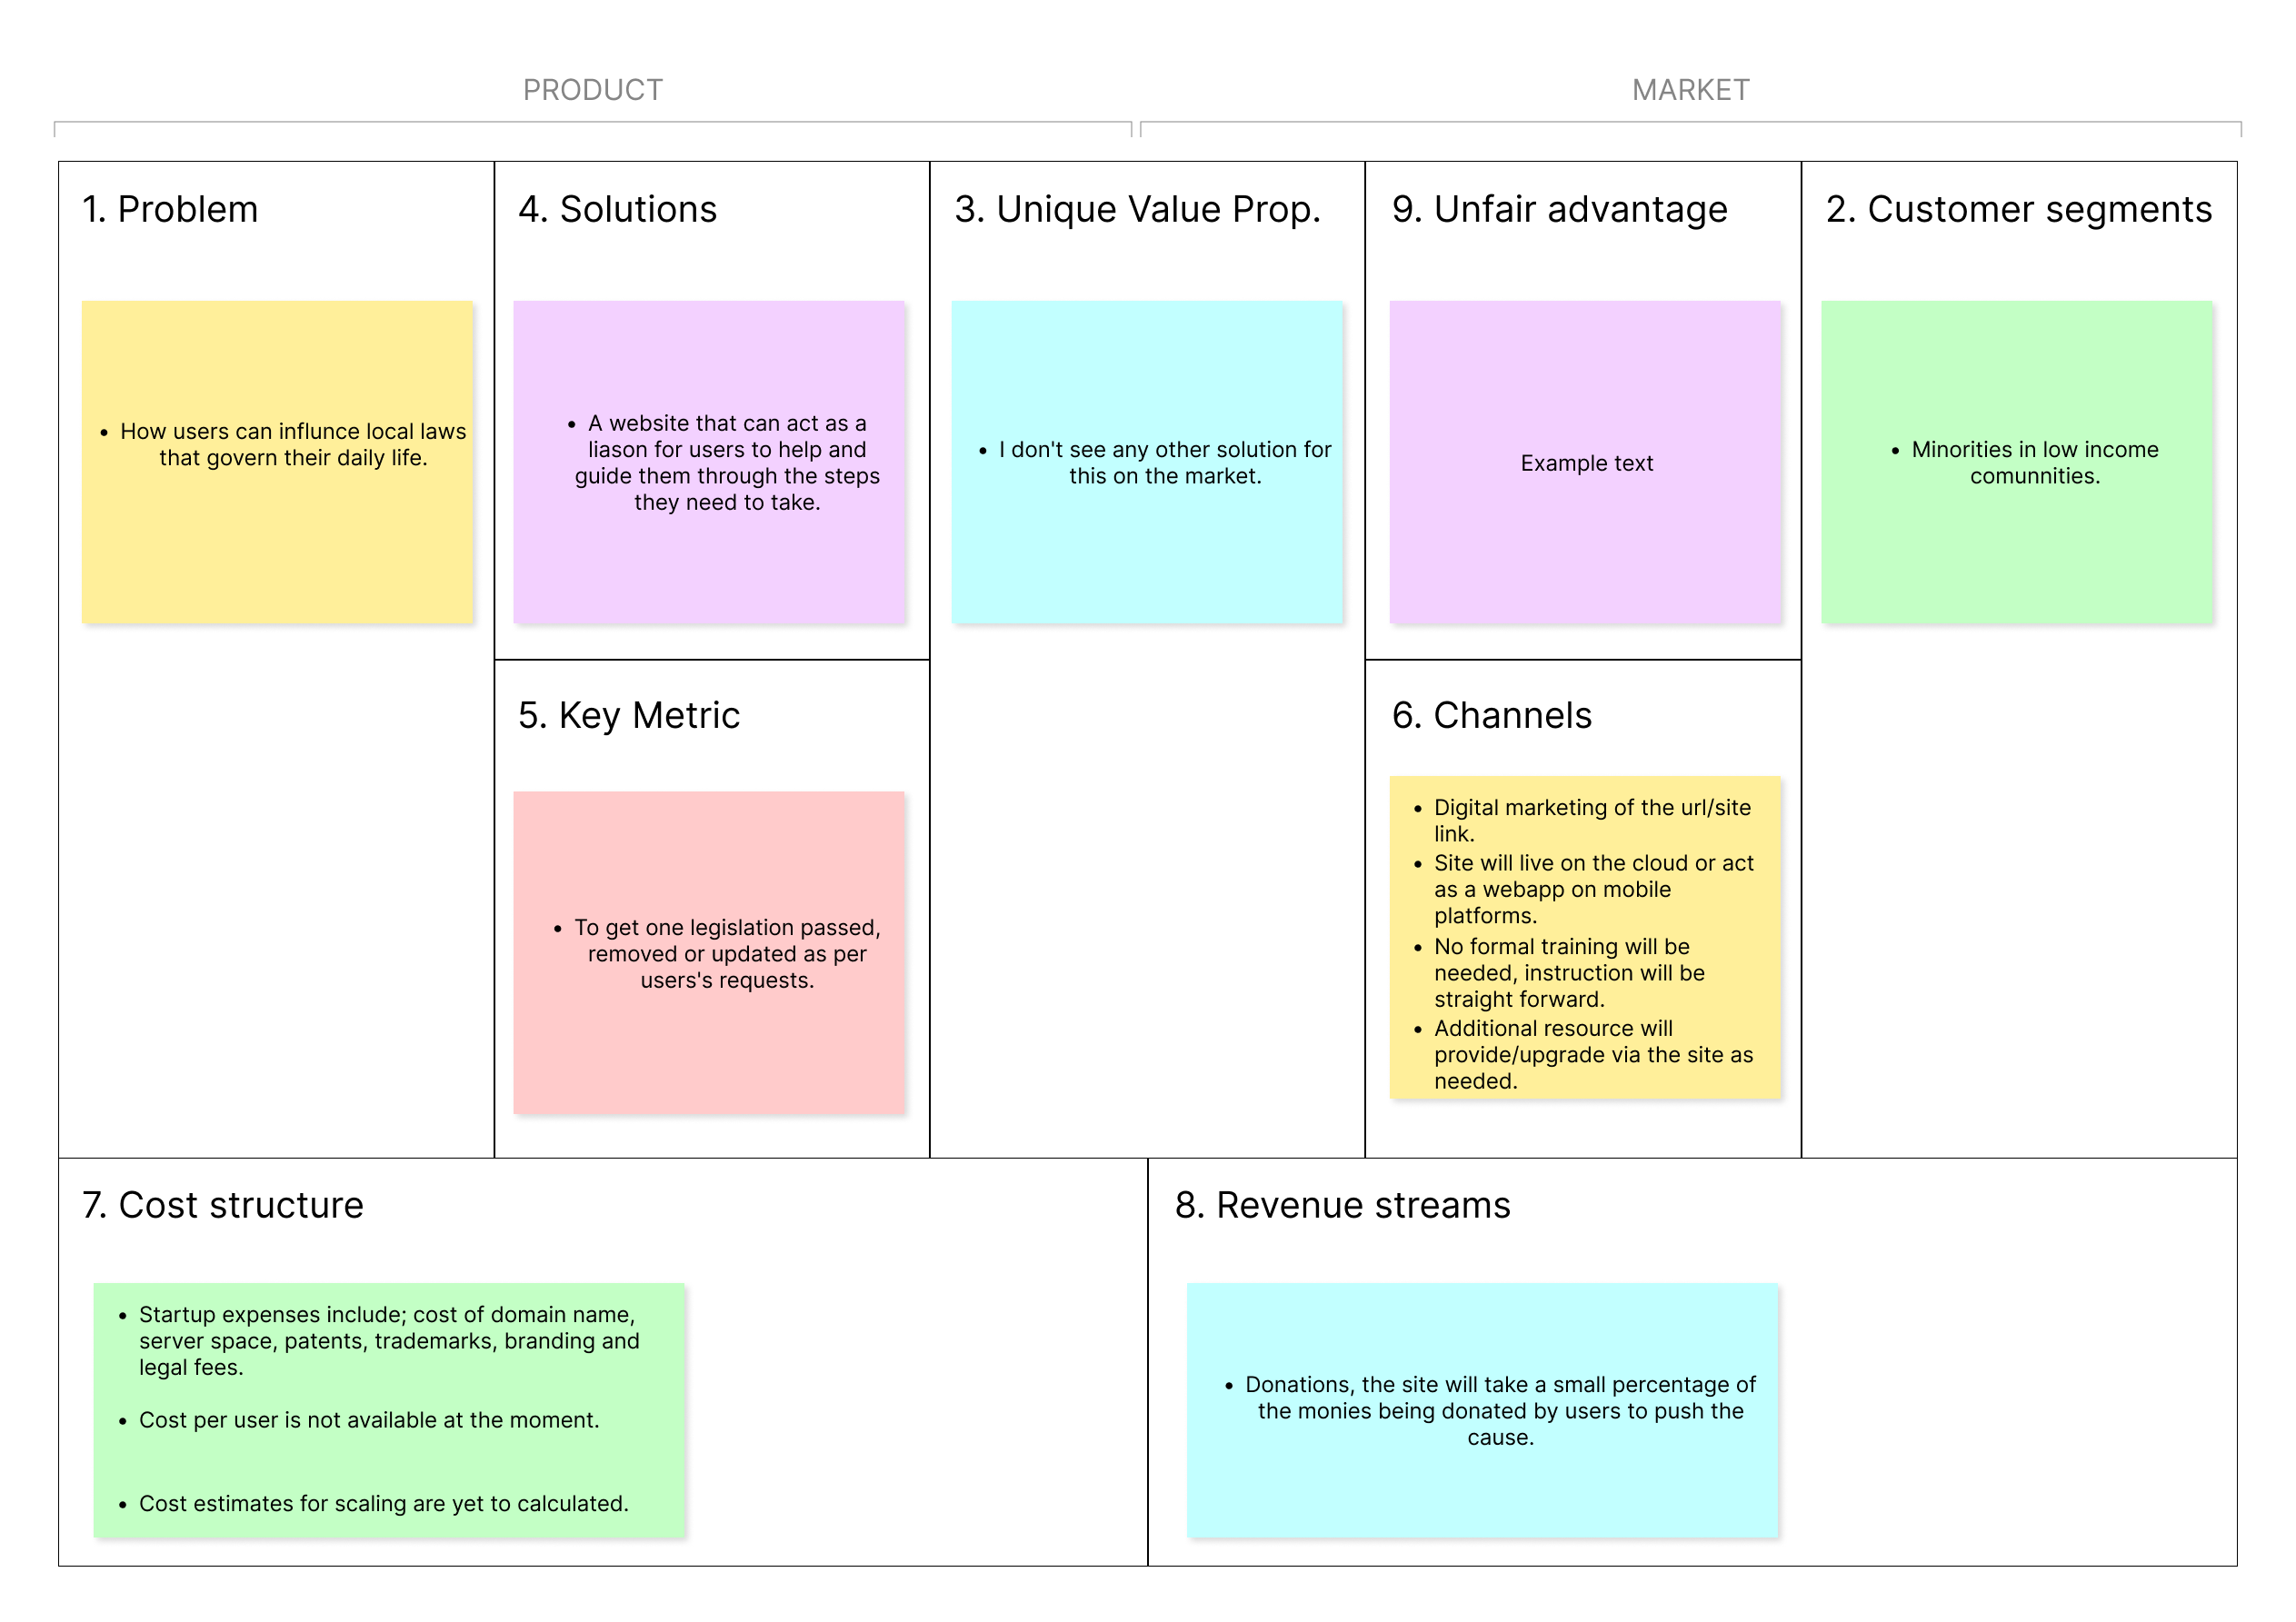 PRODUCT
MARKET
1. Problem
• How users can influnce local laws
that govern their daily life.
4. Solutions
• A website that can act as a
liason for users to help and
guide them through the steps
they need to take.
3. Unique Value Prop.
• I don't see any other solution for
this on the market.
9. Unfair advantage
Example text
2. Customer segments
• Minorities in low income
comunnities.
5. Key Metric
• To get one legislation passed,
removed or updated as per
users's requests.
6. Channels
• Digital marketing of the url/site
link.
• Site will live on the cloud or act
as a webapp on mobile
platforms.
• No formal training will be
needed, instruction will be
straight forward.
• Additional resource will
provide/upgrade via the site as
needed.
7. Cost structure
• Startup expenses include; cost of domain name,
server space, patents, trademarks, branding and
legal fees.
• Cost per user is not available at the moment.
• Cost estimates for scaling are yet to calculated.
8. Revenue streams
• Donations, the site will take a small percentage of
the monies being donated by users to push the
cause.